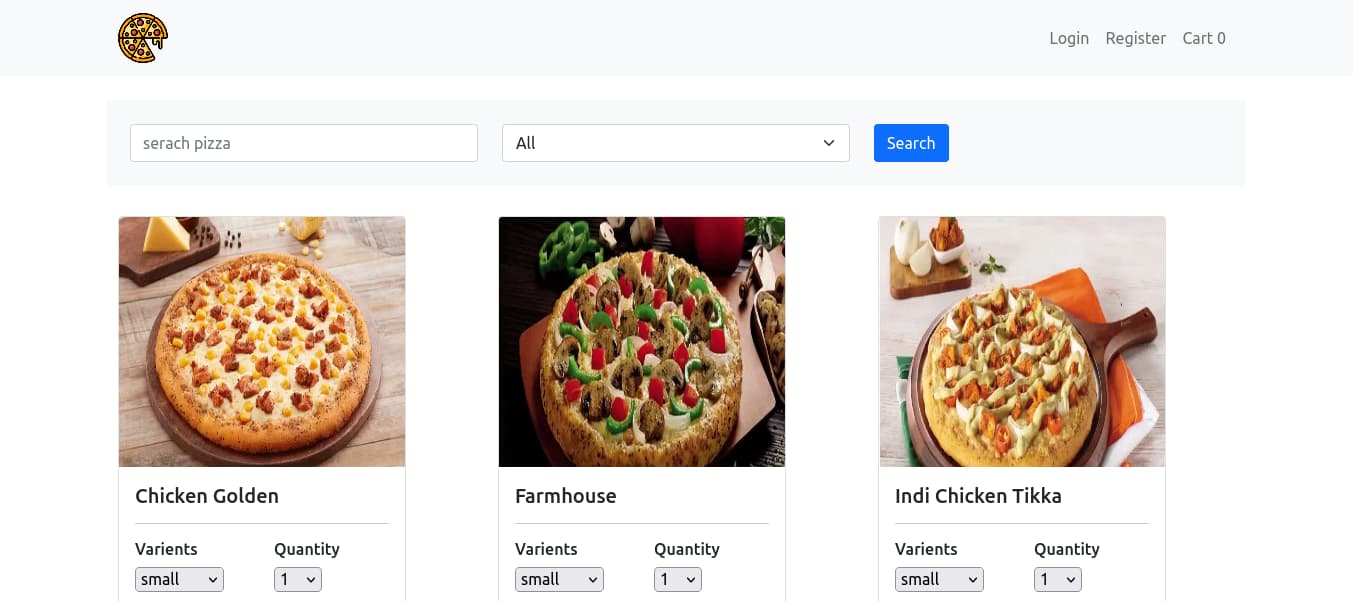 Login Register Cart 0
serach pizza All Search
Chicken Golden Farmhouse Indi Chicken Tikka
Varients Quantity Varients Quantity Varients Quantity
small 1 small 1 small 1